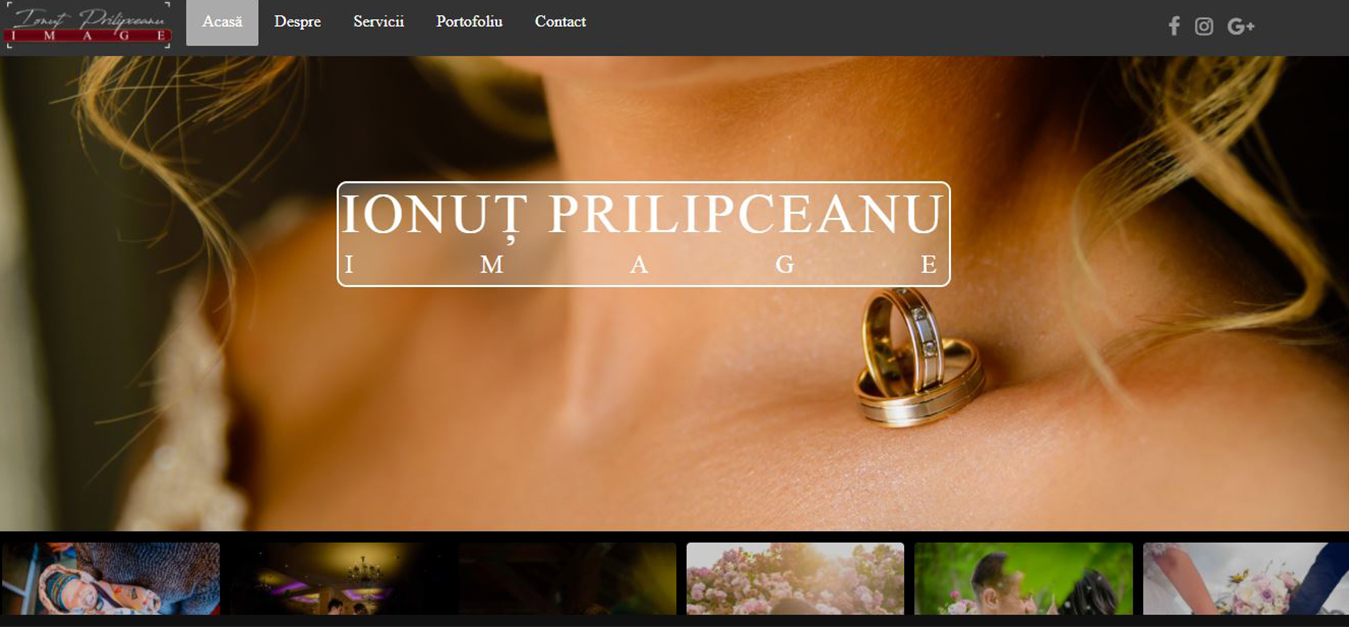 Ionuț Prilipceanu
I M A G E
Acasă
Despre
Servicii
Portofoliu
Contact
G+
IONUȚ PRILIPCEANU
I M A G E